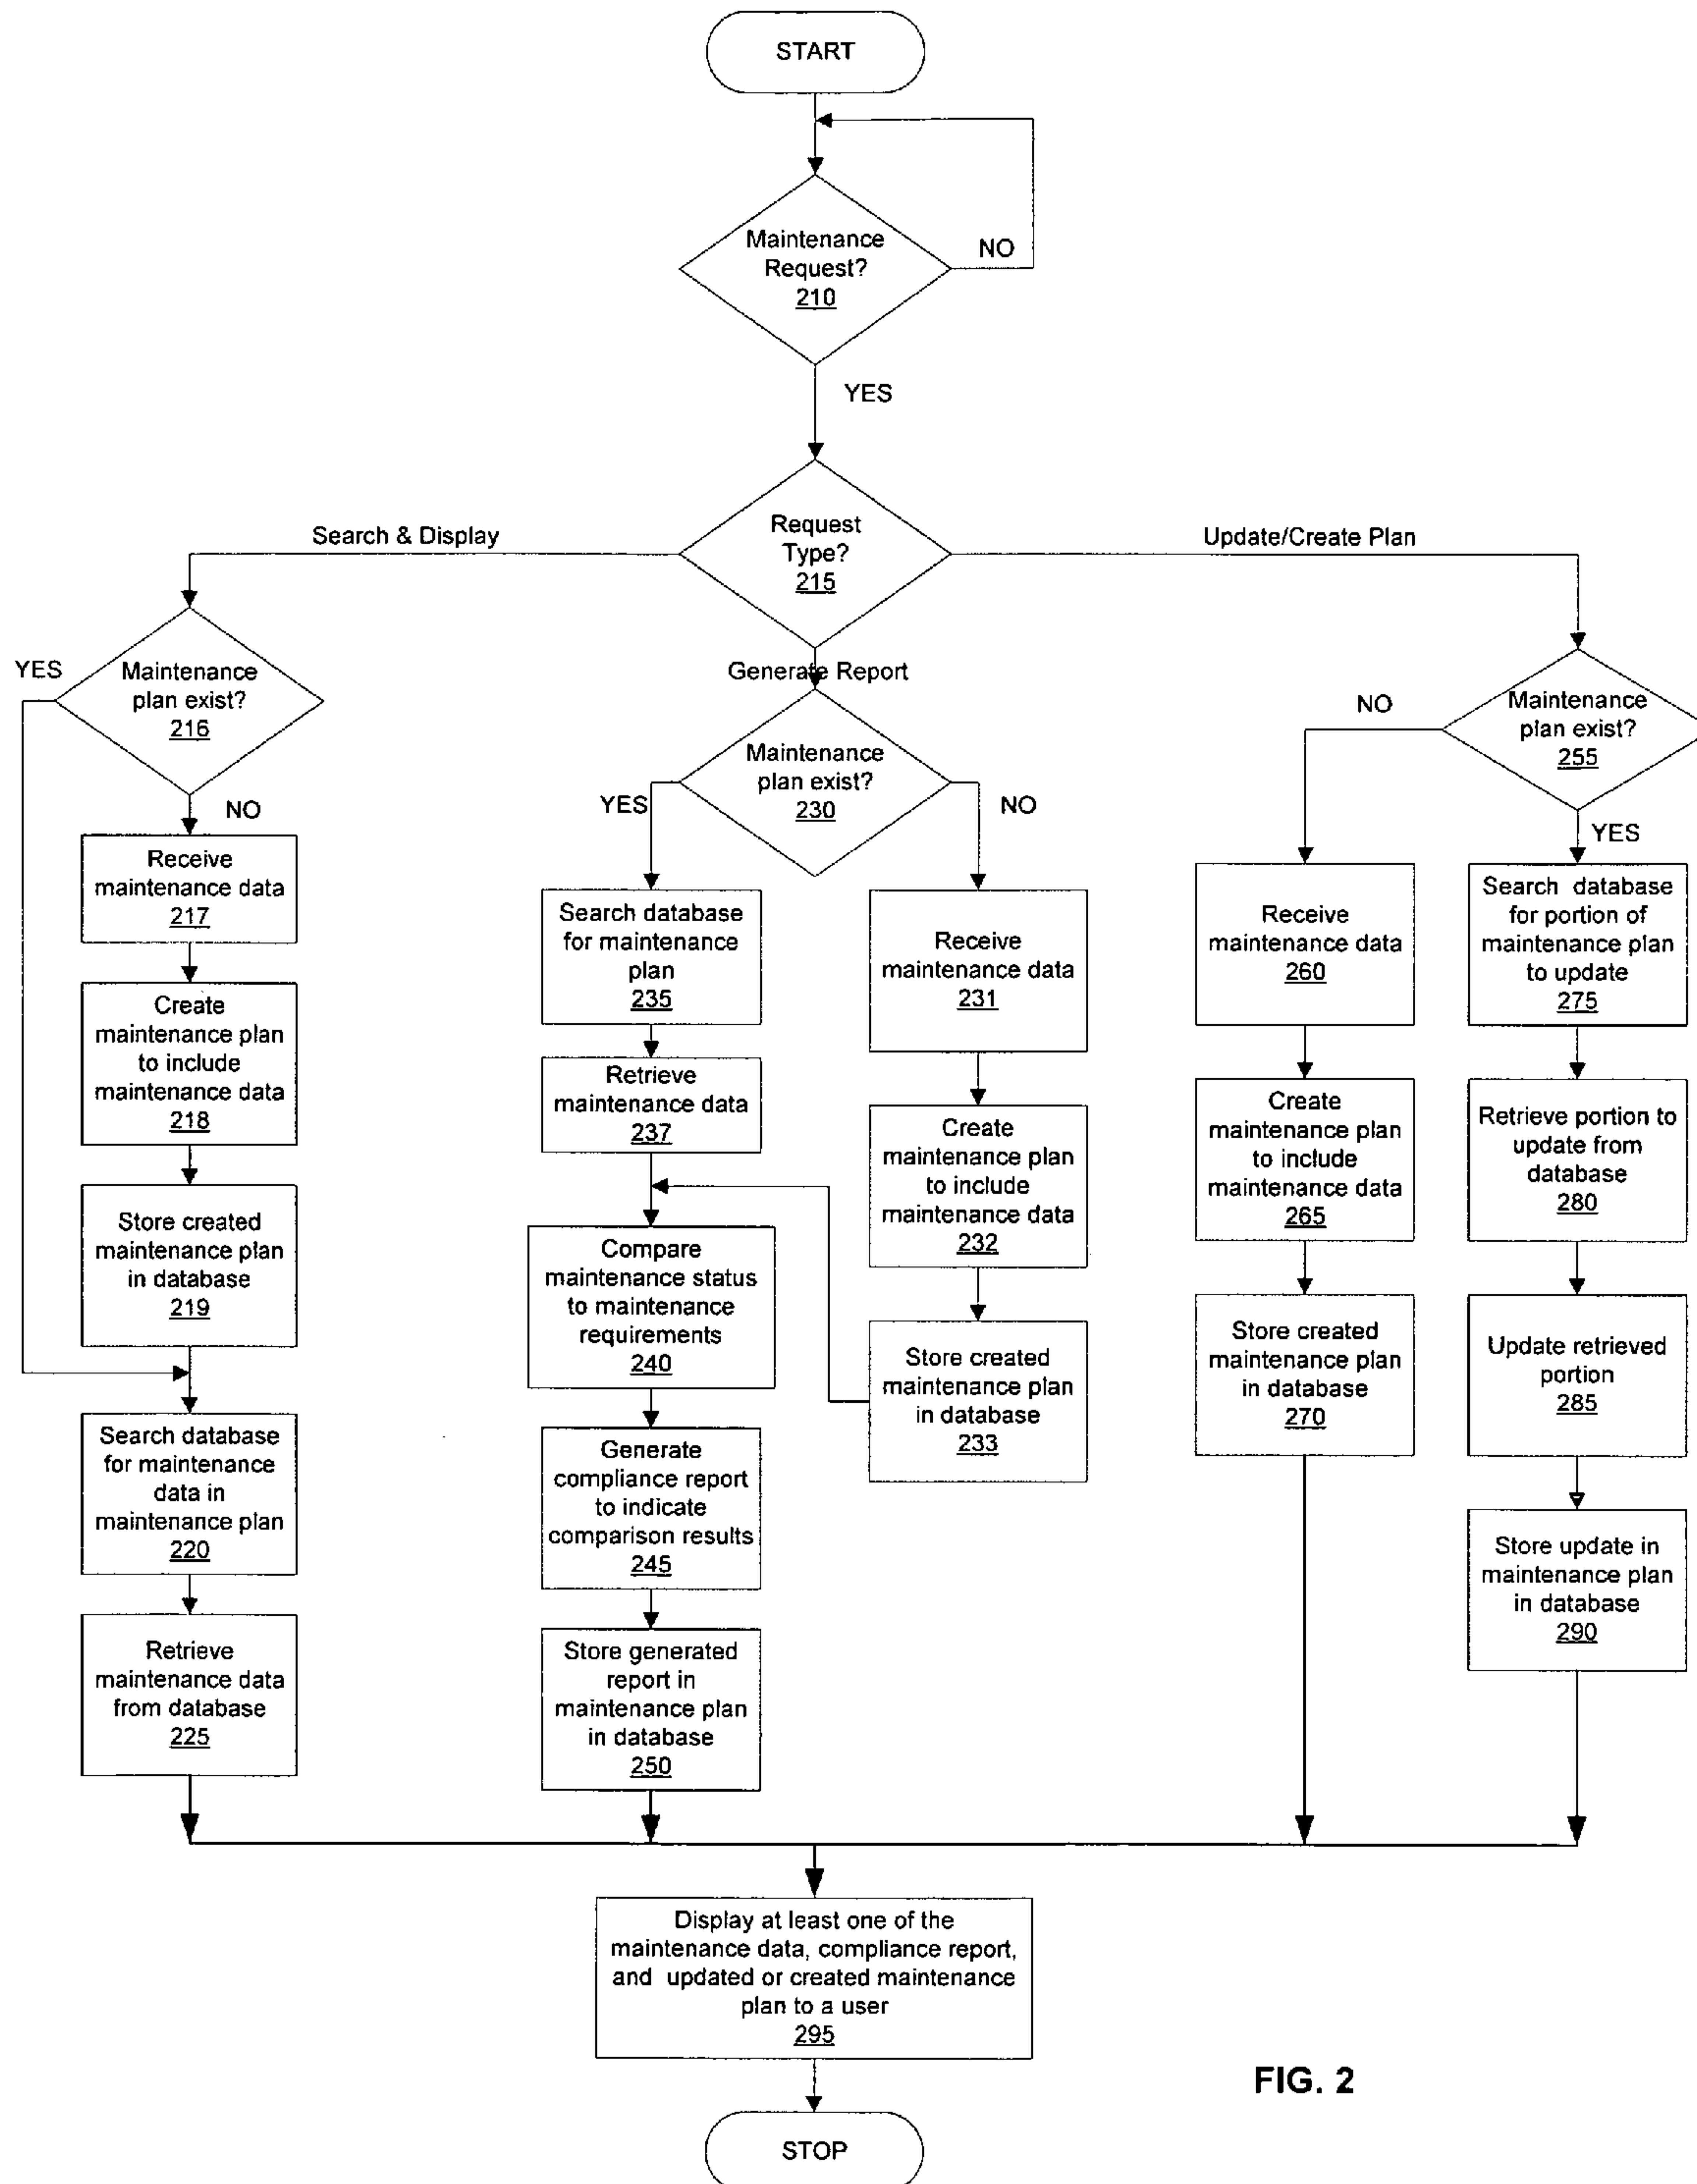 START
Maintenance
Request?
210
NO
YES
Request
Type?
215
Search & Display
Generate Report
Update/Create Plan
YES
Maintenance
plan exist?
216
NO
Receive
maintenance data
217
Create
maintenance plan
to include
maintenance data
218
Store created
maintenance plan
in database
219
Search database
for maintenance
data in
maintenance plan
220
Retrieve
maintenance data
from database
225
Maintenance
plan exist?
230
YES
NO
Search database
for maintenance
plan
235
Retrieve
maintenance data
237
Compare
maintenance status
to maintenance
requirements
240
Generate
compliance report
to indicate
comparison results
245
Store generated
report in
maintenance plan
in database
250
Receive
maintenance data
231
Create
maintenance plan
to include
maintenance data
232
Store created
maintenance plan
in database
233
NO
Maintenance
plan exist?
255
YES
Receive
maintenance data
260
Create
maintenance plan
to include
maintenance data
265
Store created
maintenance plan
in database
270
Search database
for portion of
maintenance plan
to update
275
Retrieve portion to
update from
database
280
Update retrieved
portion
285
Store update in
maintenance plan
in database
290
Display at least one of the
maintenance data, compliance report,
and updated or created maintenance
plan to a user
295
STOP
FIG. 2